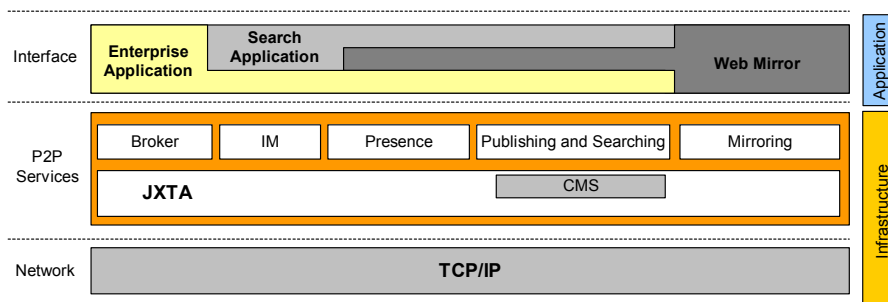 Interface
Enterprise
Application
Search
Application
Web Mirror
Application
P2P
Services
Broker
IM
Presence
Publishing and Searching
Mirroring
JXTA
CMS
Infrastructure
Network
TCP/IP